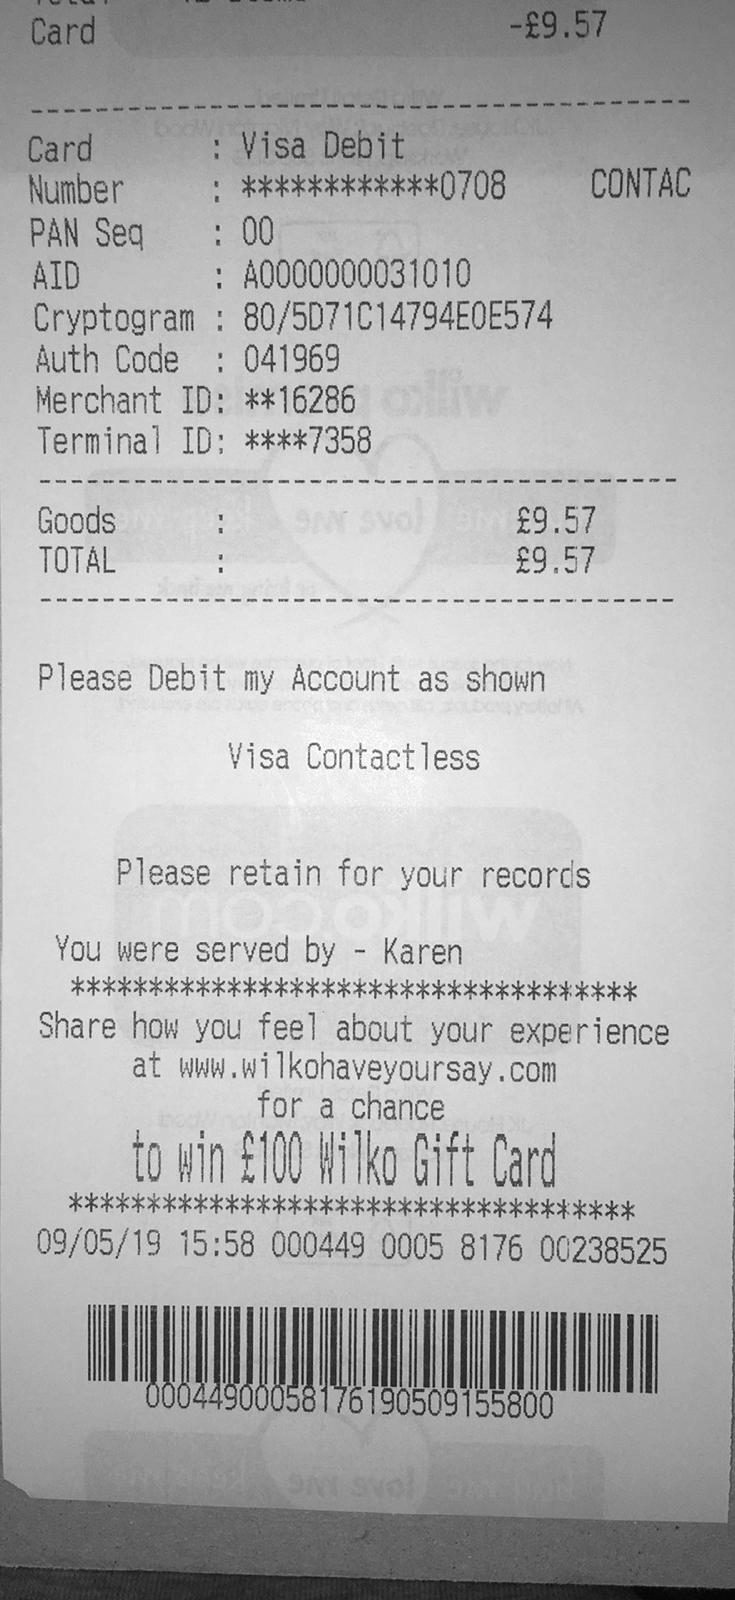 Card -£9.57
Card : Visa Debit
Number : ************0708 CONTAC
PAN Seq : 00
AID : A0000000031010
Cryptogram : 80/5D71C14794E0E574
Auth Code : 041969
Merchant ID: **16286
Terminal ID: ****7358
Goods : £9.57
TOTAL : £9.57
Please Debit my Account as shown
Visa Contactless
Please retain for your records
You were served by - Karen
************************************
Share how you feel about your experience
at www.wilkohaveyoursay.com
for a chance
to win £100 Wilko Gift Card
************************************
09/05/19 15:58 000449 0005 8176 00238525
00044900058176190509155800